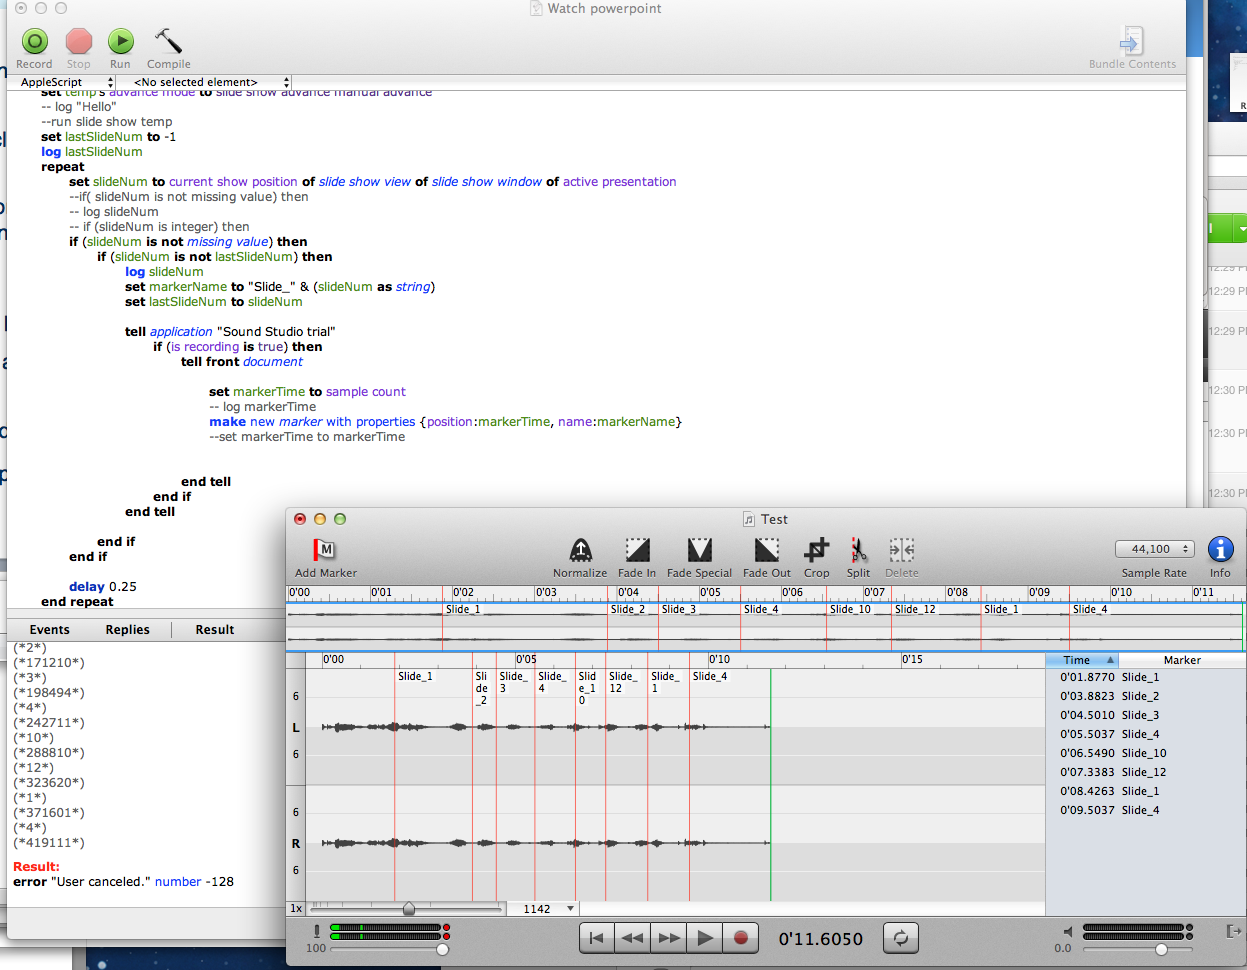 Watch powerpoint
Record Stop Run Compile
Bundle Contents
AppleScript <No selected element>
set temp's advance mode to slide show advance manual advance
-- log "Hello"
--run slide show temp
set lastSlideNum to -1
log lastSlideNum
repeat
set slideNum to current show position of slide show view of slide show window of active presentation
--if( slideNum is not missing value) then
-- log slideNum
-- if (slideNum is integer) then
if (slideNum is not missing value) then
if (slideNum is not lastSlideNum) then
log slideNum
set markerName to "Slide_" & (slideNum as string)
set lastSlideNum to slideNum
tell application "Sound Studio trial"
if (is recording is true) then
tell front document
set markerTime to sample count
-- log markerTime
make new marker with properties {position:markerTime, name:markerName}
--set markerTime to markerTime
end tell
end if
end tell
end if
end if
delay 0.25
end repeat
Events Replies Result
(*2*)
(*171210*)
(*3*)
(*198494*)
(*4*)
(*242711*)
(*10*)
(*288810*)
(*12*)
(*323620*)
(*1*)
(*371601*)
(*4*)
(*419111*)
Result:
error "User canceled." number -128
12:29
12:29
12:30
12:30
12:30
Test
M
Add Marker
Normalize Fade In Fade Special Fade Out Crop Split Delete
44,100
Sample Rate
Info
0'00 0'01 0'02 0'03 0'04 0'05 0'06 0'07 0'08 0'09 0'10 0'11
Slide_1 Slide_2 Slide_3 Slide_4 Slide_10 Slide_12 Slide_1 Slide_4
0'00 0'05 0'10 0'15
Slide_1 Sli Slide_ Slide_ Slid Slide_ Slide_ Slide_4
de 3 4 e_1 12 1
_2 0
6
L
6
6
R
6
Time Marker
0'01.8770 Slide_1
0'03.8823 Slide_2
0'04.5010 Slide_3
0'05.5037 Slide_4
0'06.5490 Slide_10
0'07.3383 Slide_12
0'08.4263 Slide_1
0'09.5037 Slide_4
1x 1142
100
0'11.6050
0.0